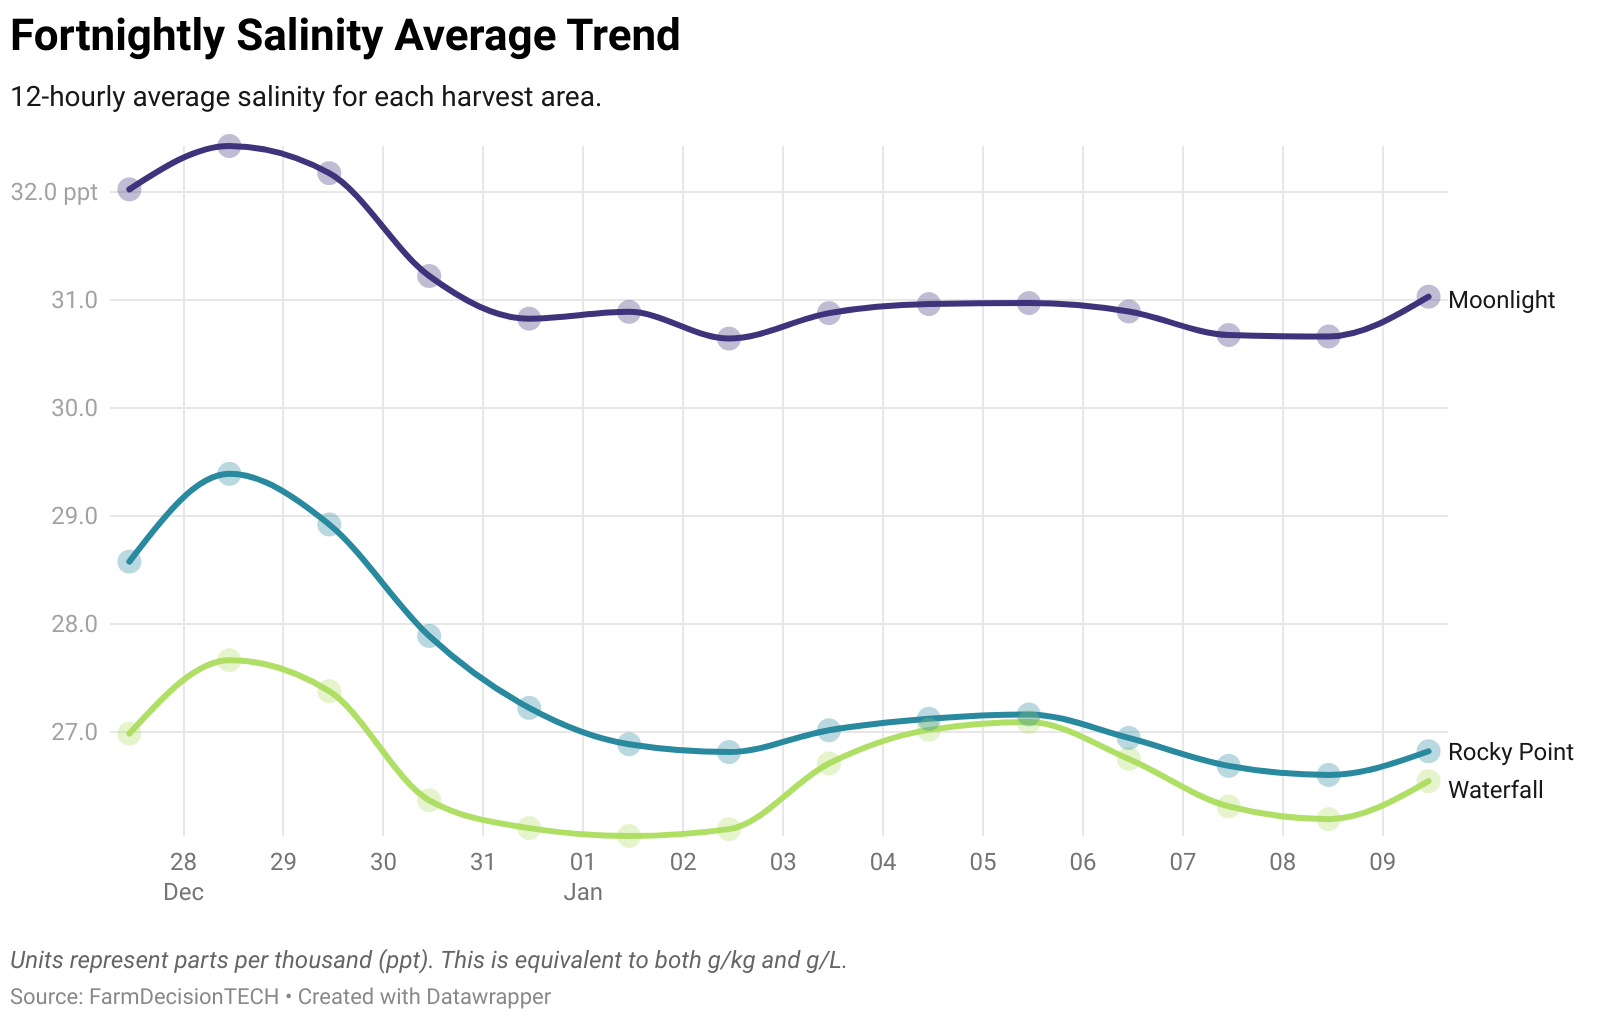 Fortnightly Salinity Average Trend
12-hourly average salinity for each harvest area.
32.0 ppt
31.0
30.0
29.0
28.0
27.0
Moonlight
Rocky Point
Waterfall
28 29 30 31 01 02 03 04 05 06 07 08 09
Dec Jan
Units represent parts per thousand (ppt). This is equivalent to both g/kg and g/L.
Source: FarmDecisionTECH • Created with Datawrapper